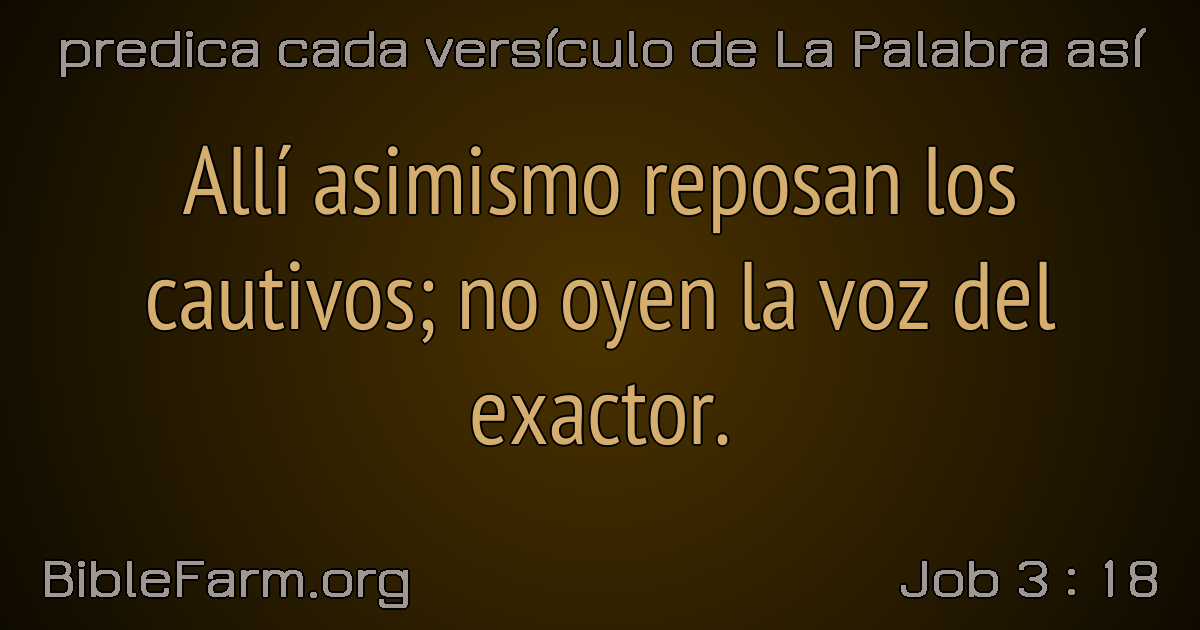 predica cada versículo de La Palabra así
Allí asimismo reposan los
cautivos; no oyen la voz del
exactor.
BibleFarm.org
Job 3 : 18